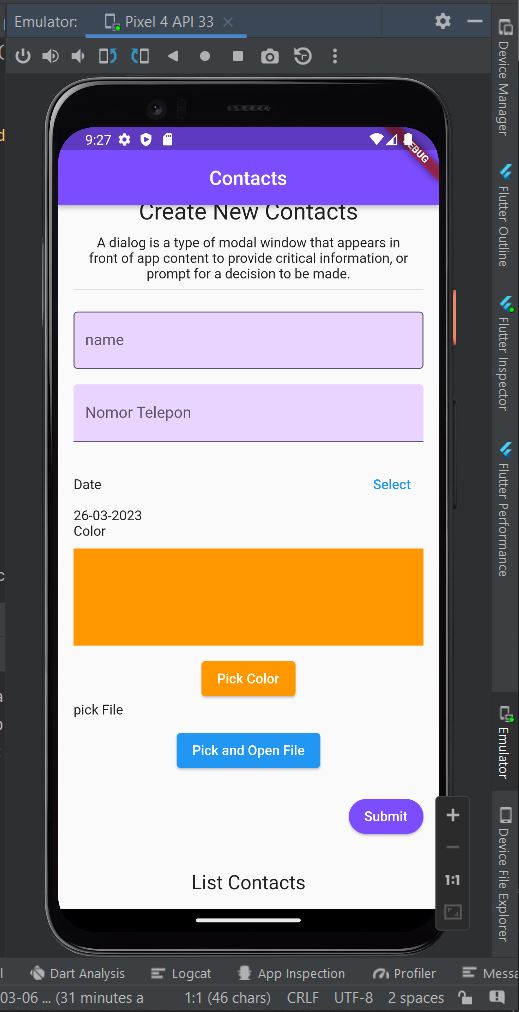 Emulator:
Pixel 4 API 33
9:27
Contacts
Create New Contacts
A dialog is a type of modal window that appears in
front of app content to provide critical information, or
prompt for a decision to be made.
name
Nomor Telepon
Date
Select
26-03-2023
Color
Pick Color
pick File
Pick and Open File
Submit
List Contacts
1:1
Device Manager
Flutter Outline
Flutter Inspector
Flutter Performance
Emulator
Device File Explorer
Dart Analysis
Logcat
App Inspection
Profiler
Messa
03-06 ... (31 minutes a
1:1 (46 chars)
CRLF
UTF-8
2 spaces